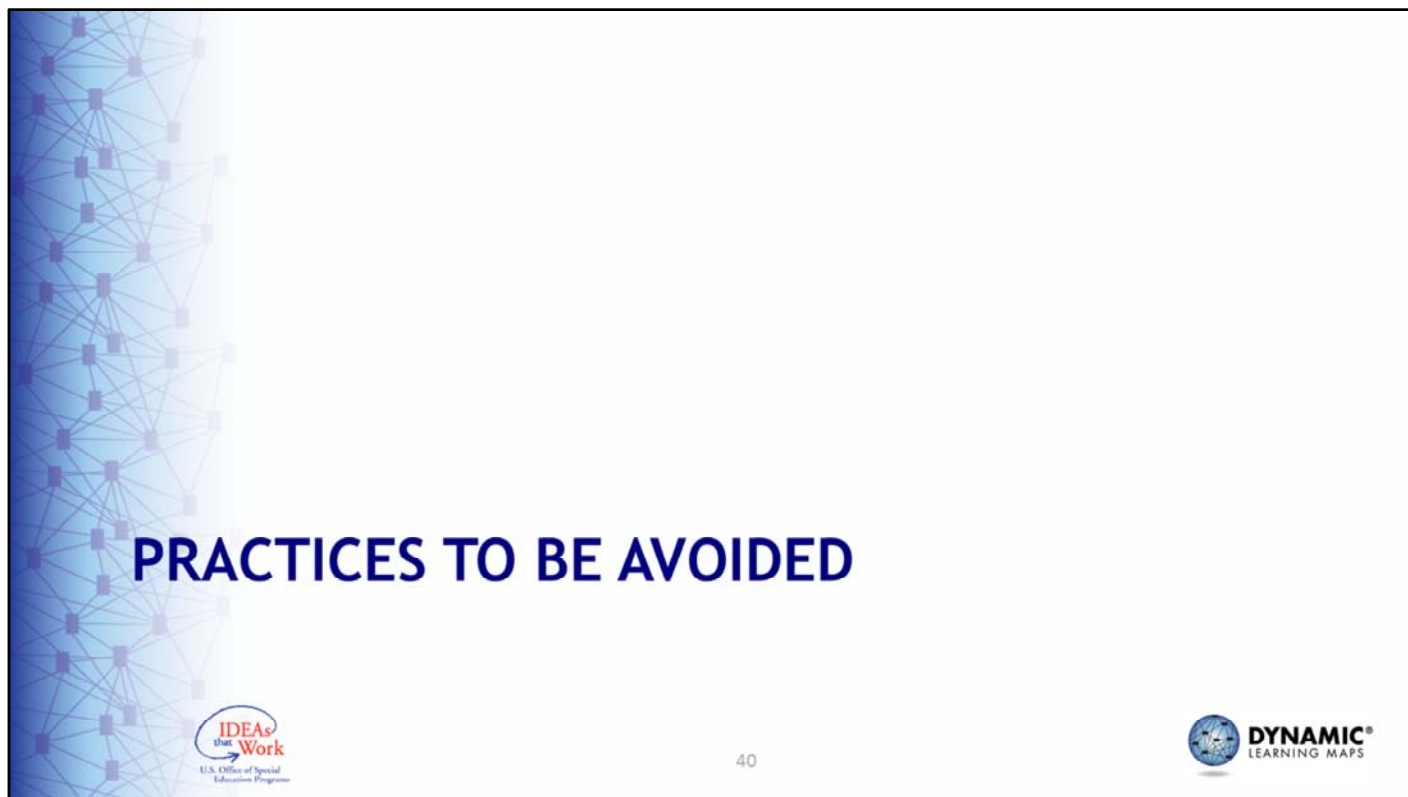 PRACTICES TO BE AVOIDED
IDEAs
that Work
U.S. Office of Special
Education Programs
40
DYNAMIC®
LEARNING MAPS